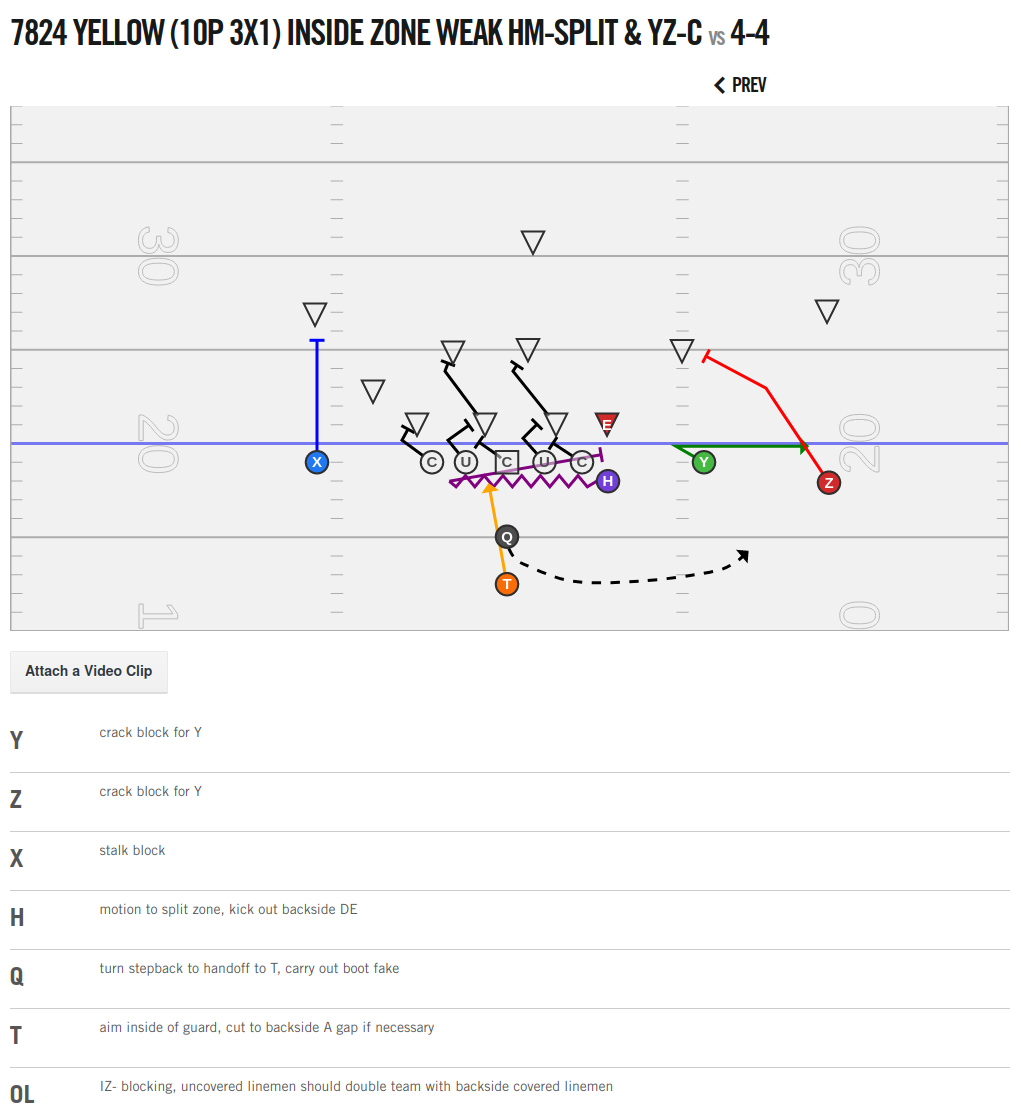 7824 YELLOW (10P 3X1) INSIDE ZONE WEAK HM-SPLIT & YZ-C VS 4-4
PREV
30
30
20
20
1
0
E
X
C
U
C
U
C
H
Y
Z
Q
T
Attach a Video Clip
Y crack block for Y
Z crack block for Y
X stalk block
H motion to split zone, kick out backside DE
Q turn stepback to handoff to T, carry out boot fake
T aim inside of guard, cut to backside A gap if necessary
OL IZ- blocking, uncovered linemen should double team with backside covered linemen